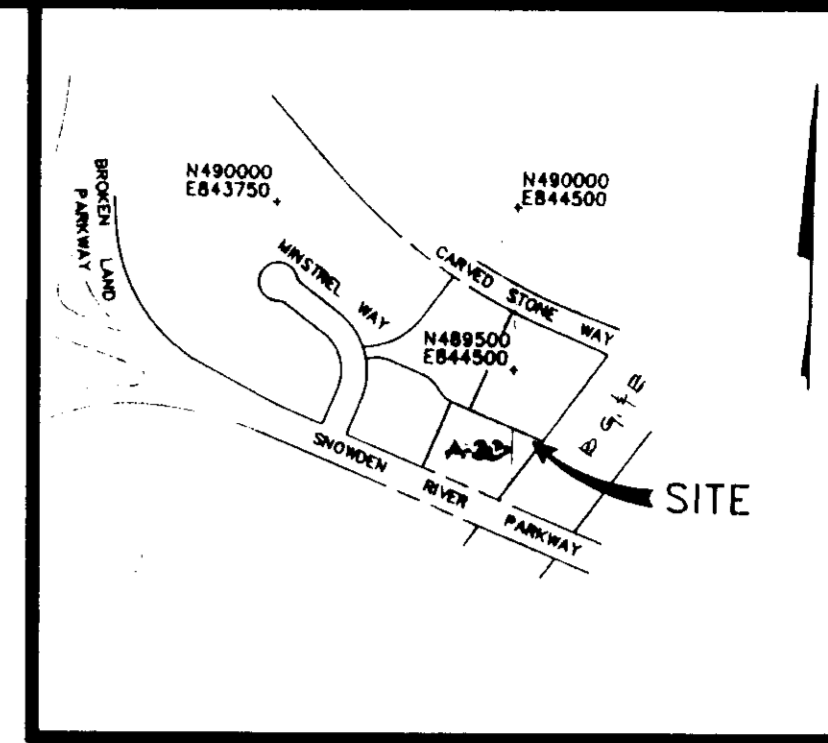 N490000
E843750
N490000
E844500
BROKEN LAND
PARKWAY
MINSTREL WAY
CARVED STONE WAY
N489500
E844500
B G & E
SITE
SNOWDEN RIVER PARKWAY